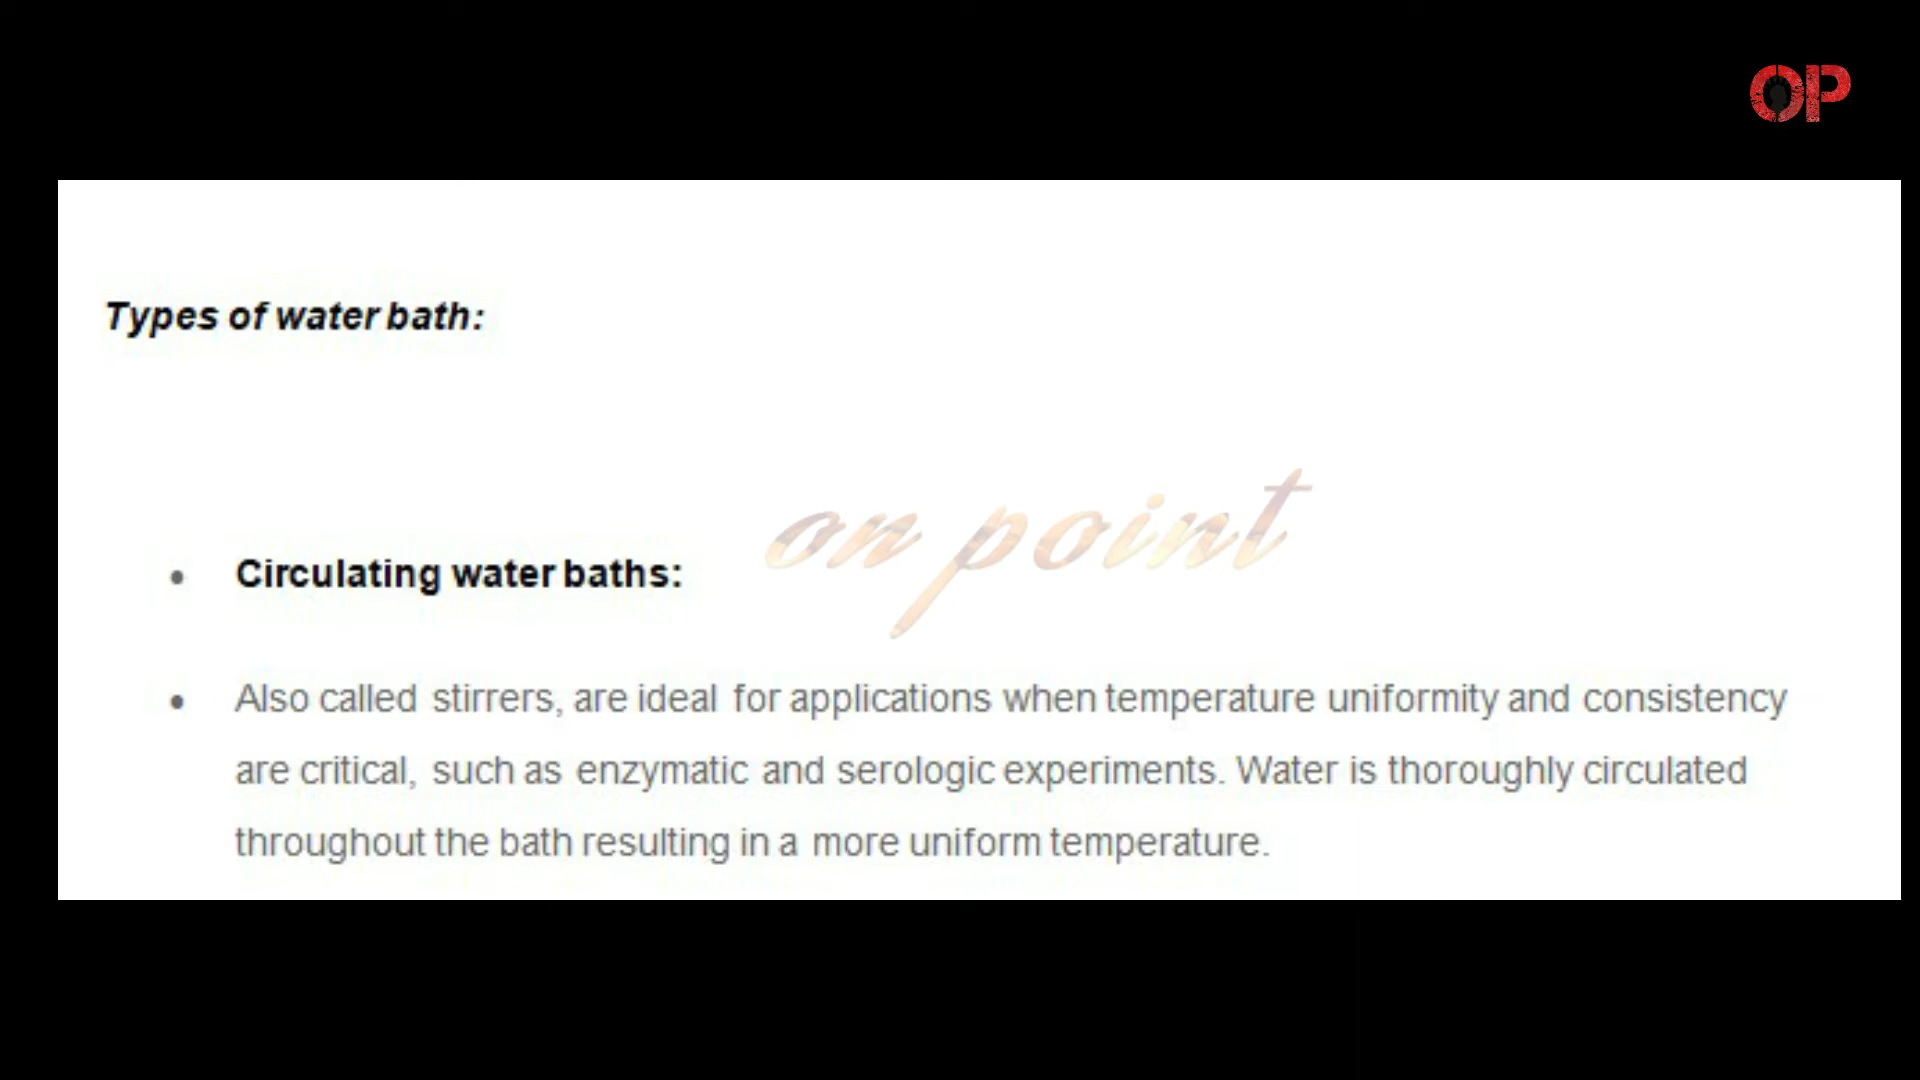 OP
Types of water bath:
on point
• Circulating water baths:
• Also called stirrers, are ideal for applications when temperature uniformity and consistency
are critical, such as enzymatic and serologic experiments. Water is thoroughly circulated
throughout the bath resulting in a more uniform temperature.